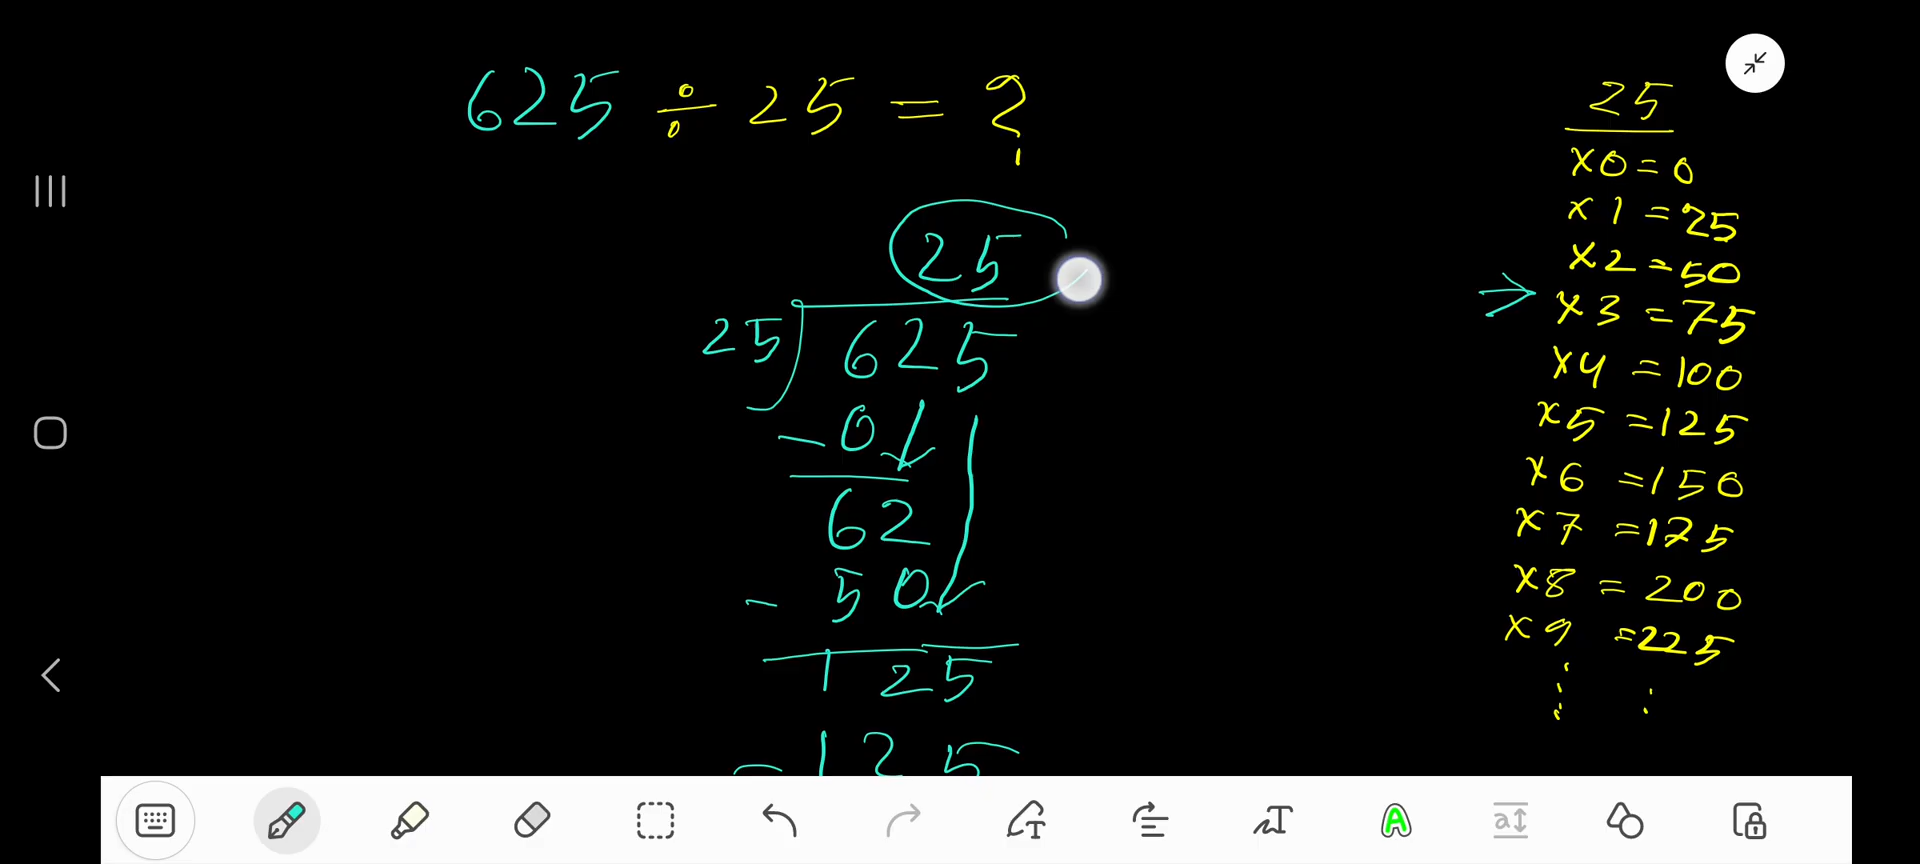 625 ÷ 25 = ?
25
25)625
-0
62
- 50
125
- 125
25
x0=0
x1=25
x2=50
x3=75
x4=100
x5=125
x6=150
x7=175
x8=200
x9=225